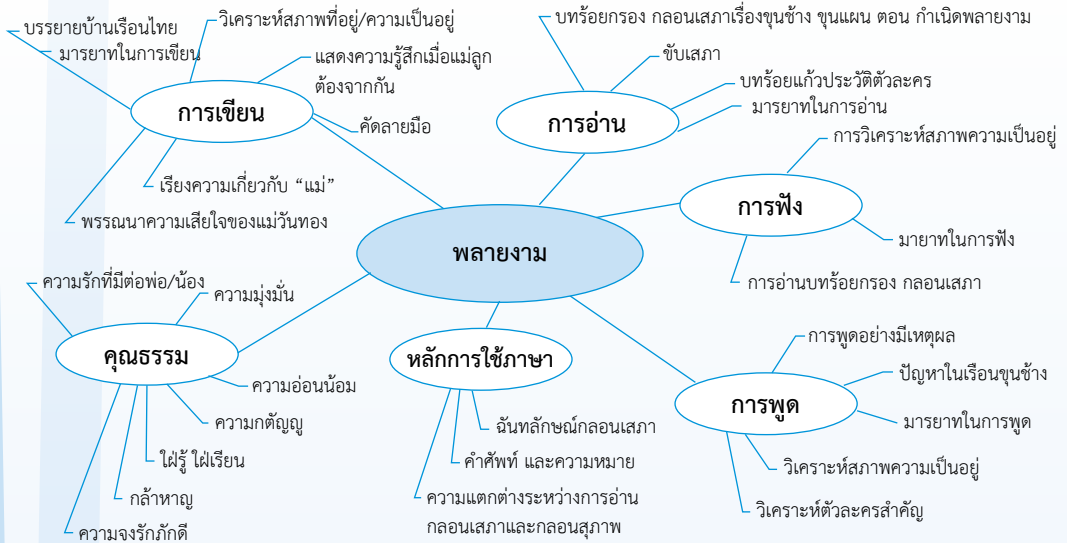 บรรยายบ้านเรือนไทย
มารยาทในการเขียน
วิเคราะห์สภาพที่อยู่/ความเป็นอยู่
แสดงความรู้สึกเมื่อแม่ลูก
ต้องจากกัน
การเขียน
คัดลายมือ
เรียงความเกี่ยวกับ “แม่”
พรรณนาความเสียใจของแม่วันทอง
บทร้อยกรอง กลอนเสภาเรื่องขุนช้าง ขุนแผน ตอน กำเนิดพลายงาม
ขับเสภา
บทร้อยแก้วประวัติตัวละคร
มารยาทในการอ่าน
การอ่าน
การวิเคราะห์สภาพความเป็นอยู่
การฟัง
มายาทในการฟัง
การอ่านบทร้อยกรอง กลอนเสภา
พลายงาม
ความรักที่มีต่อพ่อ/น้อง
ความมุ่งมั่น
คุณธรรม
ความอ่อนน้อม
ความกตัญญู
ใฝ่รู้ ใฝ่เรียน
กล้าหาญ
ความจงรักภักดี
หลักการใช้ภาษา
ฉันทลักษณ์กลอนเสภา
คำศัพท์ และความหมาย
ความแตกต่างระหว่างการอ่าน
กลอนเสภาและกลอนสุภาพ
การพูดอย่างมีเหตุผล
ปัญหาในเรือนขุนช้าง
การพูด
มารยาทในการพูด
วิเคราะห์สภาพความเป็นอยู่
วิเคราะห์ตัวละครสำคัญ